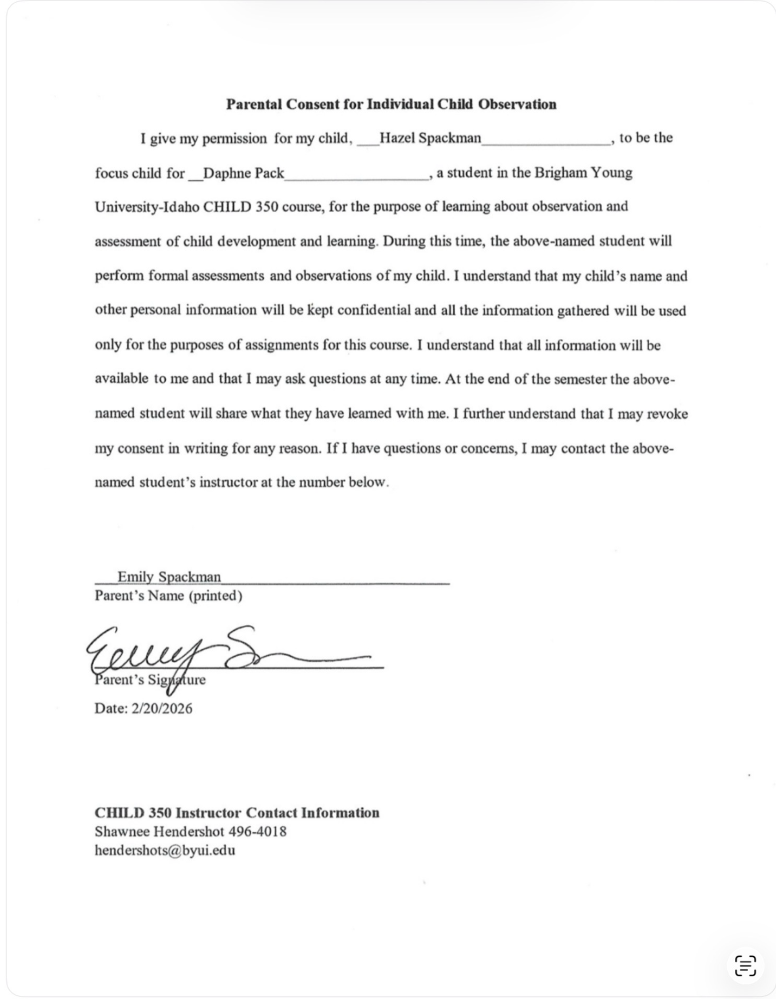 Parental Consent for Individual Child Observation
I give my permission for my child, ___Hazel Spackman_________________, to be the
focus child for __Daphne Pack___________________, a student in the Brigham Young
University-Idaho CHILD 350 course, for the purpose of learning about observation and
assessment of child development and learning. During this time, the above-named student will
perform formal assessments and observations of my child. I understand that my child’s name and
other personal information will be kept confidential and all the information gathered will be used
only for the purposes of assignments for this course. I understand that all information will be
available to me and that I may ask questions at any time. At the end of the semester the above-
named student will share what they have learned with me. I further understand that I may revoke
my consent in writing for any reason. If I have questions or concerns, I may contact the above-
named student’s instructor at the number below.
___Emily Spackman______________________________
Parent’s Name (printed)
Emily S
Parent’s Signature
Date: 2/20/2026
CHILD 350 Instructor Contact Information
Shawnee Hendershot 496-4018
hendershots@byui.edu